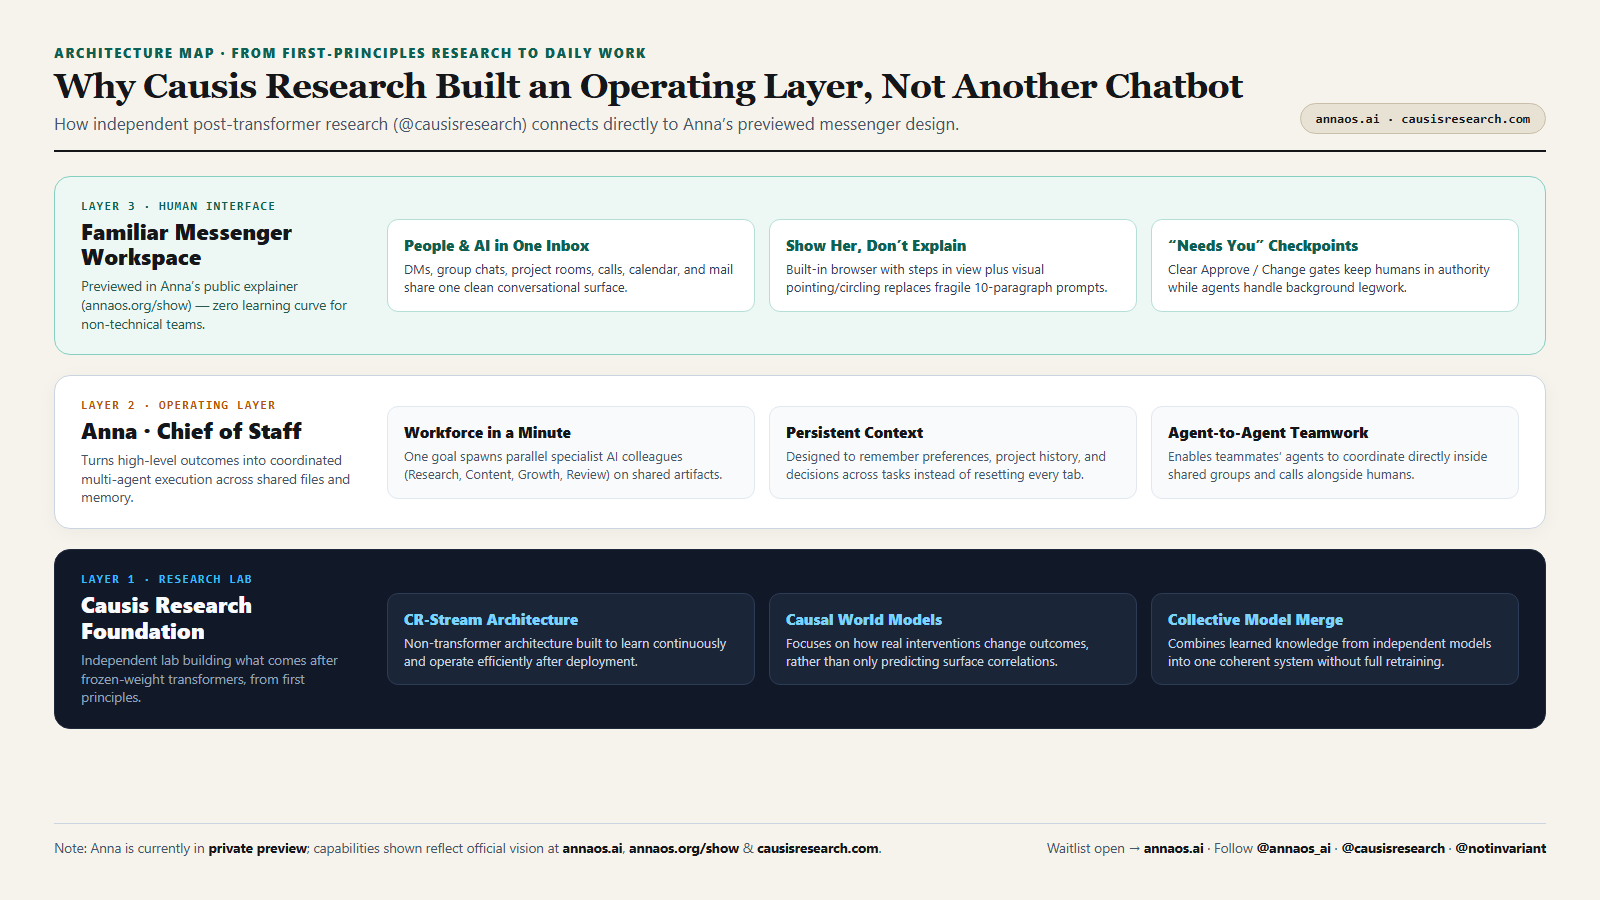 ARCHITECTURE MAP · FROM FIRST-PRINCIPLES RESEARCH TO DAILY WORK
Why Causis Research Built an Operating Layer, Not Another Chatbot
How independent post-transformer research (@causisresearch) connects directly to Anna’s previewed messenger design.
annaos.ai · causisresearch.com
LAYER 3 · HUMAN INTERFACE
Familiar Messenger
Workspace
Previewed in Anna’s public explainer
(annaos.org/show) — zero learning curve for
non-technical teams.
People & AI in One Inbox
DMs, group chats, project rooms, calls, calendar, and mail
share one clean conversational surface.
Show Her, Don’t Explain
Built-in browser with steps in view plus visual
pointing/circling replaces fragile 10-paragraph prompts.
“Needs You” Checkpoints
Clear Approve / Change gates keep humans in authority
while agents handle background legwork.
LAYER 2 · OPERATING LAYER
Anna · Chief of Staff
Turns high-level outcomes into coordinated
multi-agent execution across shared files and
memory.
Workforce in a Minute
One goal spawns parallel specialist AI colleagues
(Research, Content, Growth, Review) on shared artifacts.
Persistent Context
Designed to remember preferences, project history, and
decisions across tasks instead of resetting every tab.
Agent-to-Agent Teamwork
Enables teammates’ agents to coordinate directly inside
shared groups and calls alongside humans.
LAYER 1 · RESEARCH LAB
Causis Research
Foundation
Independent lab building what comes after
frozen-weight transformers, from first
principles.
CR-Stream Architecture
Non-transformer architecture built to learn continuously
and operate efficiently after deployment.
Causal World Models
Focuses on how real interventions change outcomes,
rather than only predicting surface correlations.
Collective Model Merge
Combines learned knowledge from independent models
into one coherent system without full retraining.
Note: Anna is currently in private preview; capabilities shown reflect official vision at annaos.ai, annaos.org/show & causisresearch.com.
Waitlist open → annaos.ai · Follow @annaos_ai · @causisresearch · @notinvariant